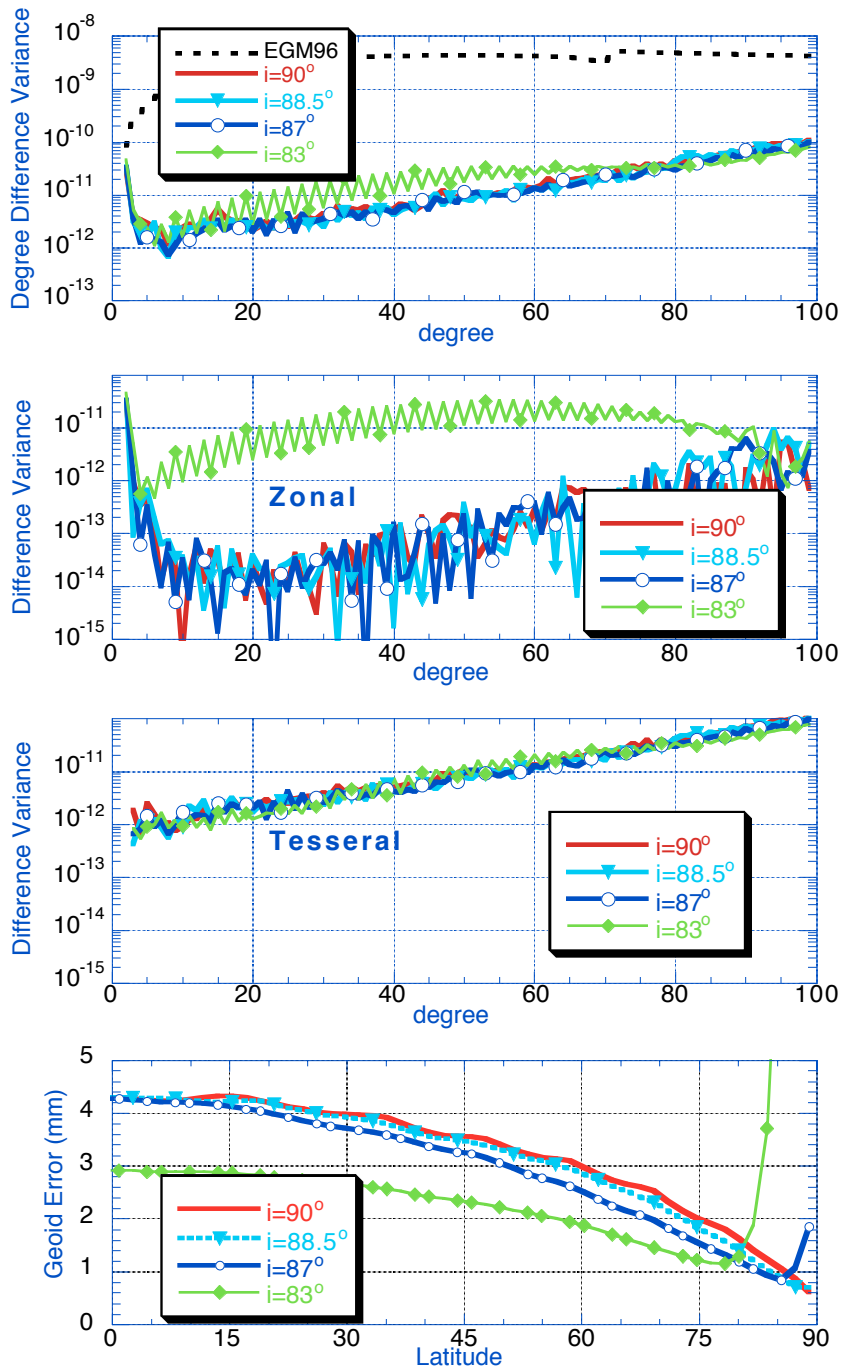 Degree Difference Variance
10⁻⁸
10⁻⁹
10⁻¹⁰
10⁻¹¹
10⁻¹²
10⁻¹³
EGM96
i=90°
i=88.5°
i=87°
i=83°
0 20 40 60 80 100
degree
Difference Variance
10⁻¹¹
10⁻¹²
10⁻¹³
10⁻¹⁴
10⁻¹⁵
Zonal
i=90°
i=88.5°
i=87°
i=83°
0 20 40 60 80 100
degree
Difference Variance
10⁻¹¹
10⁻¹²
10⁻¹³
10⁻¹⁴
10⁻¹⁵
Tesseral
i=90°
i=88.5°
i=87°
i=83°
0 20 40 60 80 100
degree
Geoid Error (mm)
5
4
3
2
1
0
i=90°
i=88.5°
i=87°
i=83°
0 15 30 45 60 75 90
Latitude